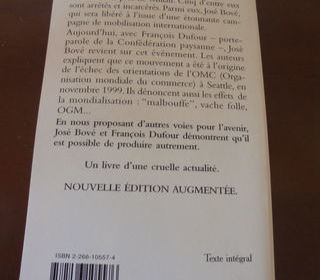 sont arrêtés et incarcérés. Parmi eux, José Bové,
qui sera libéré à l'issue d'une étonnante cam-
pagne de mobilisation internationale.
Aujourd'hui, avec François Dufour – porte-
parole de la Confédération paysanne –, José
Bové revient sur cet événement. Les auteurs
expliquent que ce mouvement a été à l'origine
de l'échec des orientations de l'OMC (Orga-
nisation mondiale du commerce) à Seattle, en
novembre 1999. Ils dénoncent aussi les effets de
la mondialisation : "malbouffe", vache folle,
OGM...
En nous proposant d'autres voies pour l'avenir,
José Bové et François Dufour démontrent qu'il
est possible de produire autrement.
Un livre d'une cruelle actualité.
NOUVELLE ÉDITION AUGMENTÉE.
ISBN 2-266-10557-4
Texte intégral